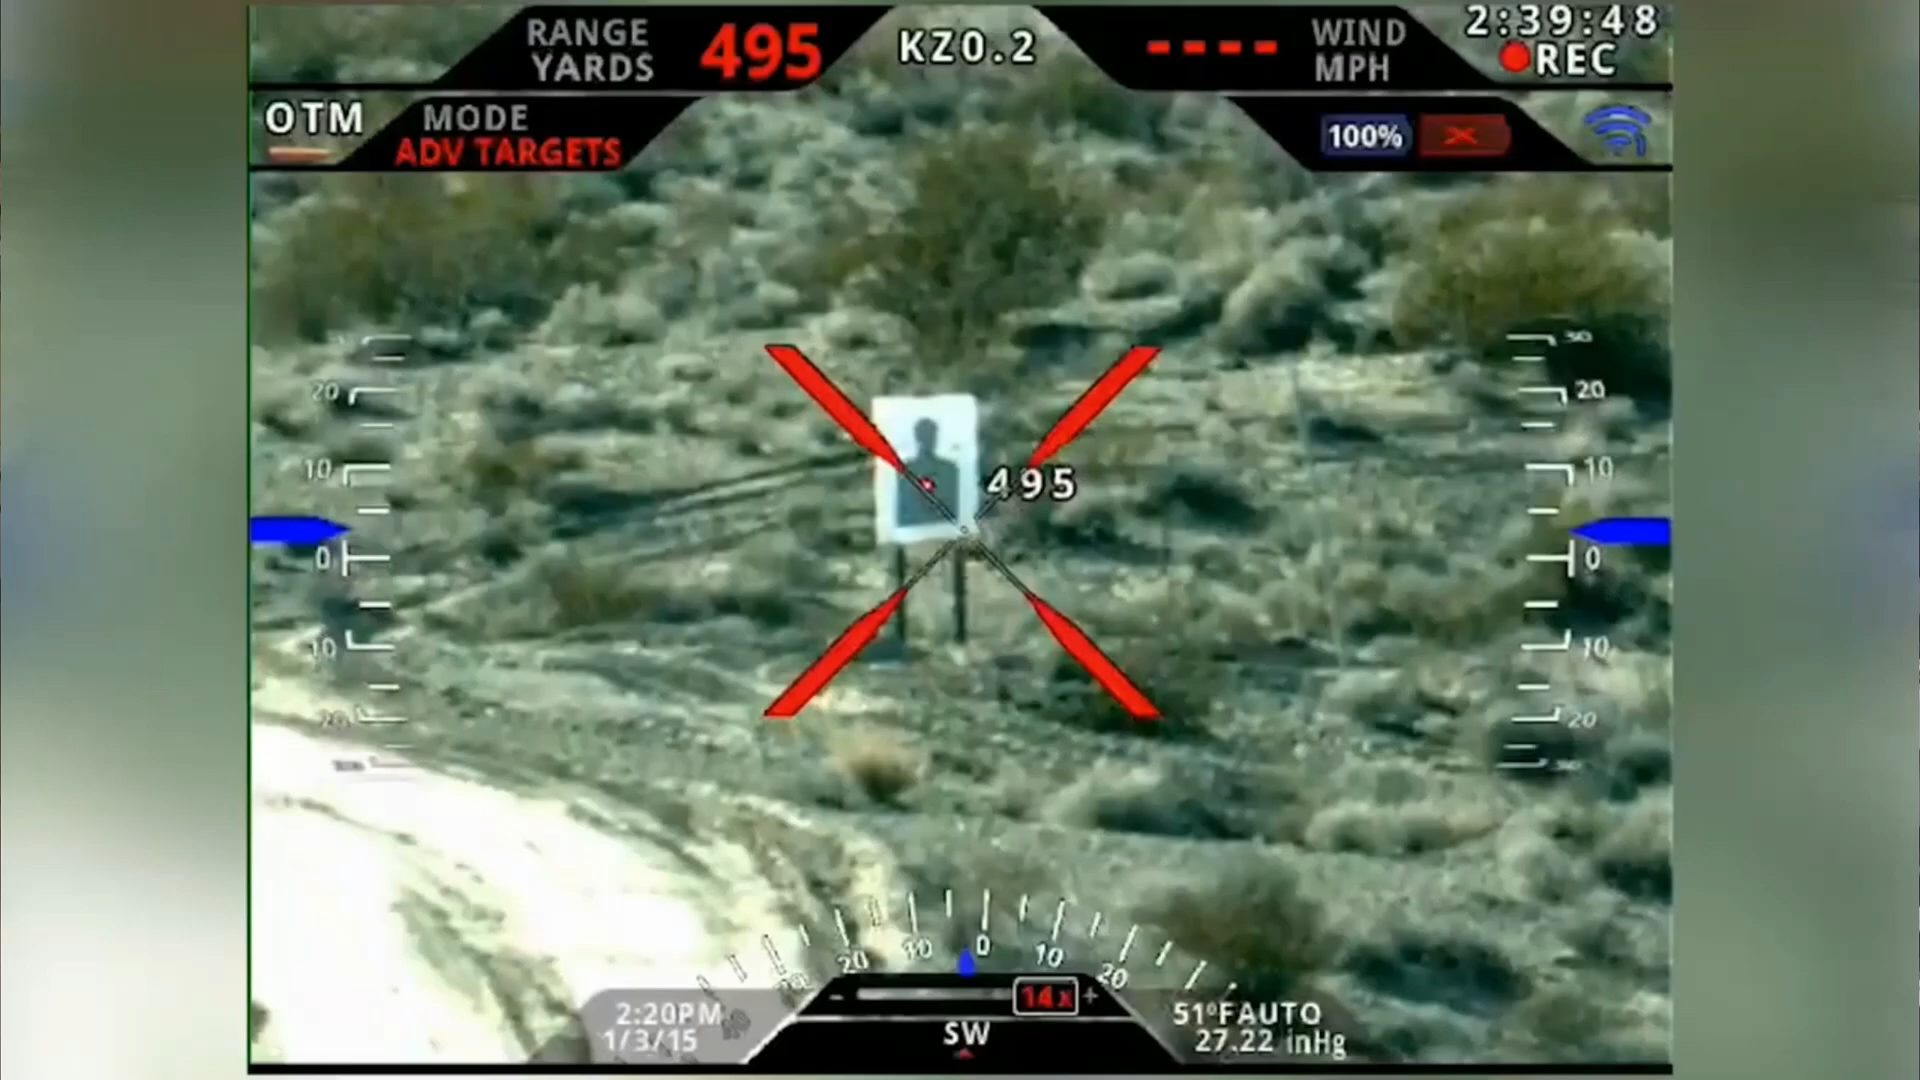 RANGE YARDS 495
KZ0.2
---- WIND MPH
2:39:48
REC
OTM
MODE
ADV TARGETS
100%
495
20
10
0
10
20
30
20
10
0
10
20
20 10 0 10 20
- 14x +
SW
2:20PM
1/3/15
51°F AUTO
27.22 inHg